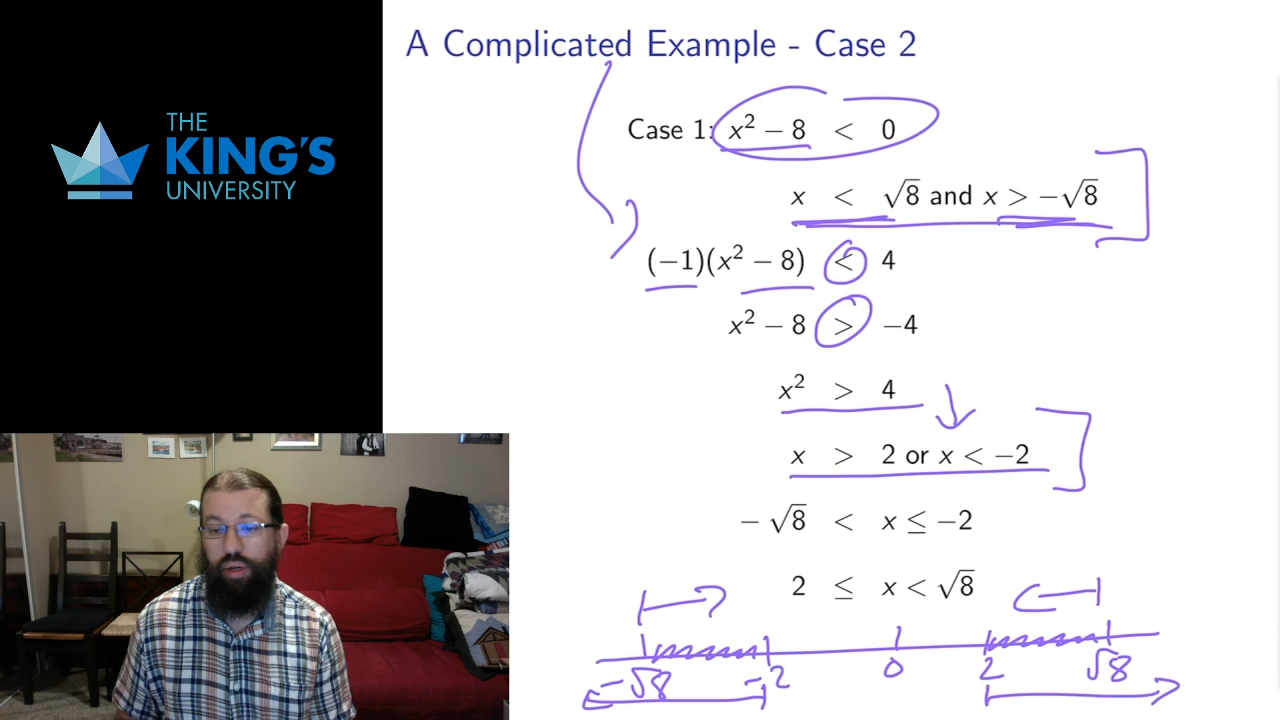 THE
KING'S
UNIVERSITY
A Complicated Example - Case 2
Case 1: x² − 8 < 0
x < √8 and x > −√8
(−1)(x² − 8) < 4
x² − 8 > −4
x² > 4
x > 2 or x < −2
− √8 < x ≤ −2
2 ≤ x < √8
−√8 −2 0 2 √8